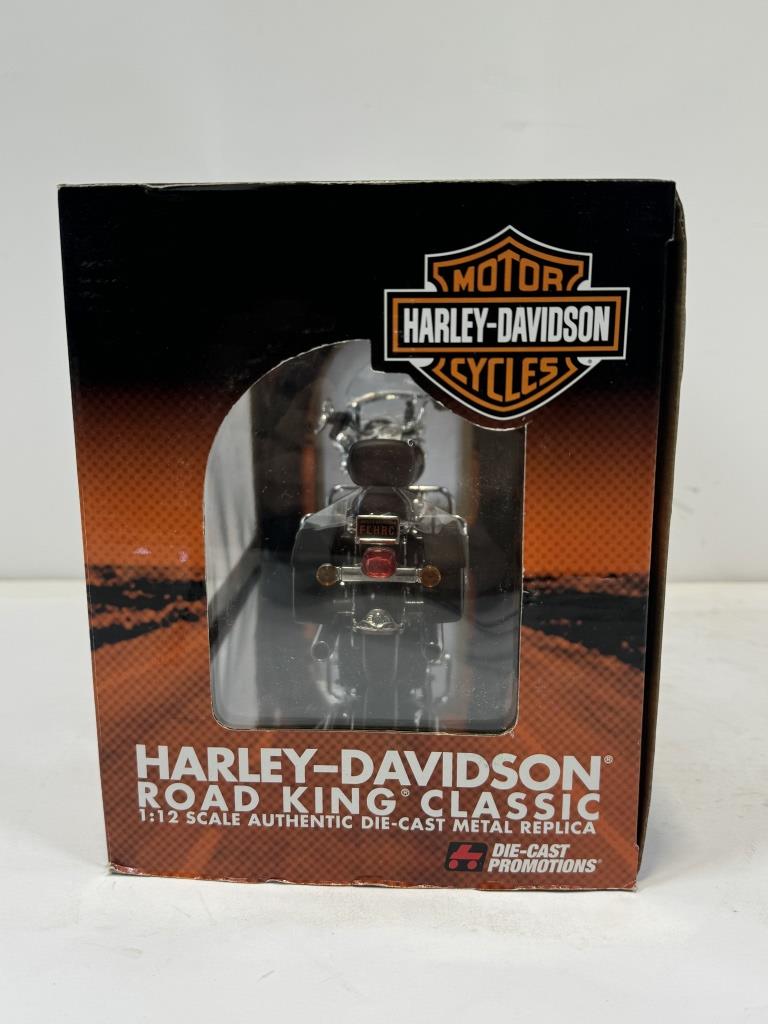 MOTOR
HARLEY-DAVIDSON
CYCLES
FLHRC
HARLEY–DAVIDSON®
ROAD KING® CLASSIC
1:12 SCALE AUTHENTIC DIE-CAST METAL REPLICA
DIE-CAST
PROMOTIONS®